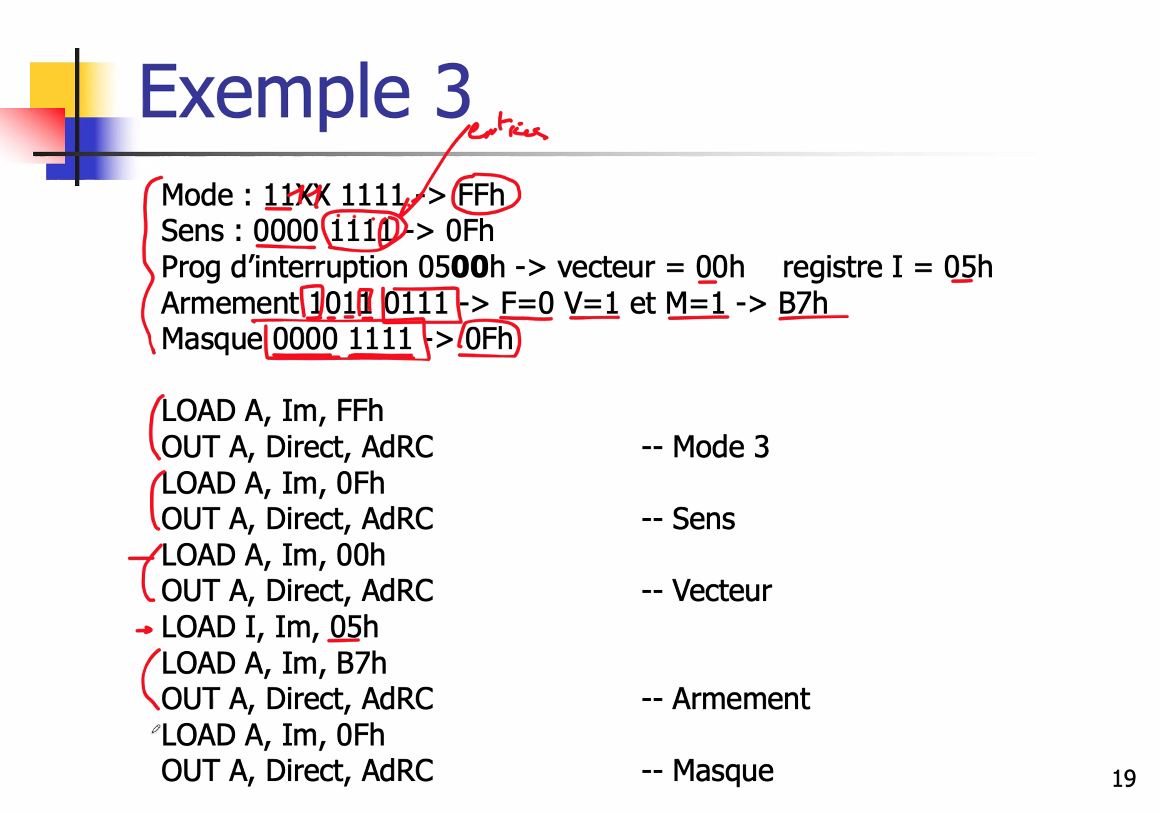 Exemple 3
entrées
Mode : 11XX 1111 -> FFh
Sens : 0000 1111 -> 0Fh
Prog d’interruption 0500h -> vecteur = 00h registre I = 05h
Armement 1011 0111 -> F=0 V=1 et M=1 -> B7h
Masque 0000 1111 -> 0Fh
LOAD A, Im, FFh
OUT A, Direct, AdRC -- Mode 3
LOAD A, Im, 0Fh
OUT A, Direct, AdRC -- Sens
LOAD A, Im, 00h
OUT A, Direct, AdRC -- Vecteur
LOAD I, Im, 05h
LOAD A, Im, B7h
OUT A, Direct, AdRC -- Armement
LOAD A, Im, 0Fh
OUT A, Direct, AdRC -- Masque
19